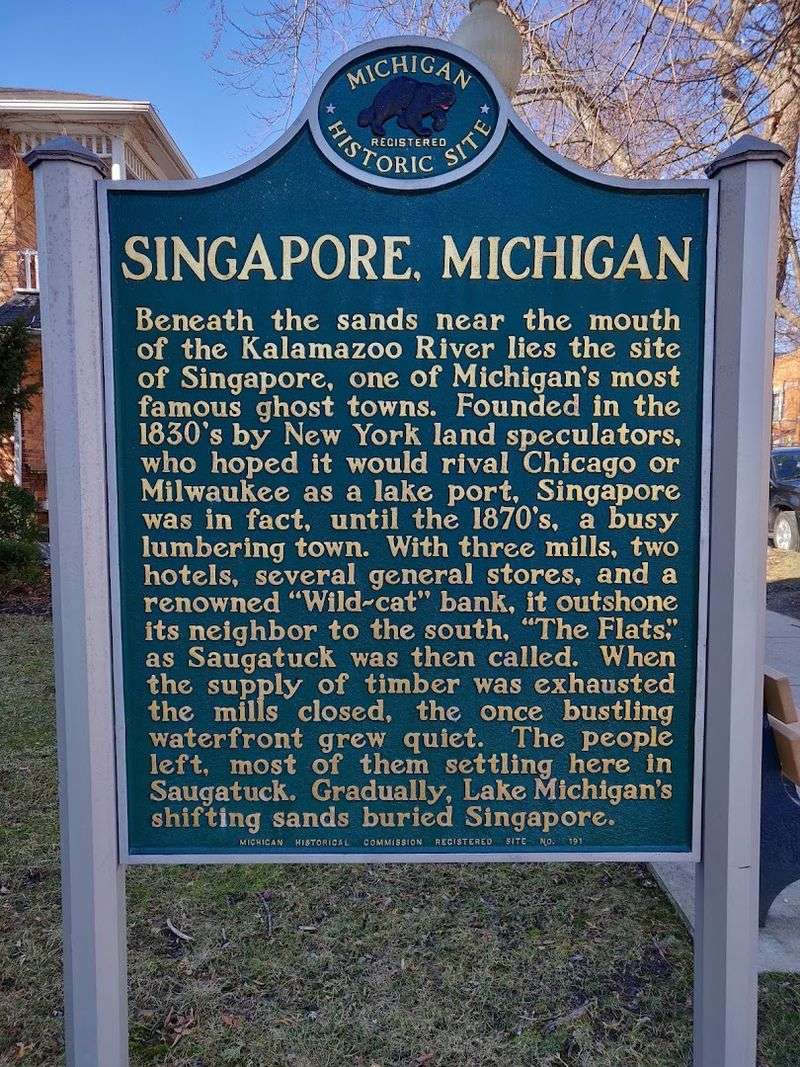 MICHIGAN
REGISTERED
HISTORIC SITE
SINGAPORE, MICHIGAN
Beneath the sands near the mouth
of the Kalamazoo River lies the site
of Singapore, one of Michigan's most
famous ghost towns. Founded in the
1830's by New York land speculators,
who hoped it would rival Chicago or
Milwaukee as a lake port, Singapore
was in fact, until the 1870's, a busy
lumbering town. With three mills, two
hotels, several general stores, and a
renowned "Wild-cat" bank, it outshone
its neighbor to the south, "The Flats,"
as Saugatuck was then called. When
the supply of timber was exhausted
the mills closed, the once bustling
waterfront grew quiet. The people
left, most of them settling here in
Saugatuck. Gradually, Lake Michigan's
shifting sands buried Singapore.
MICHIGAN HISTORICAL COMMISSION REGISTERED SITE NO. 191